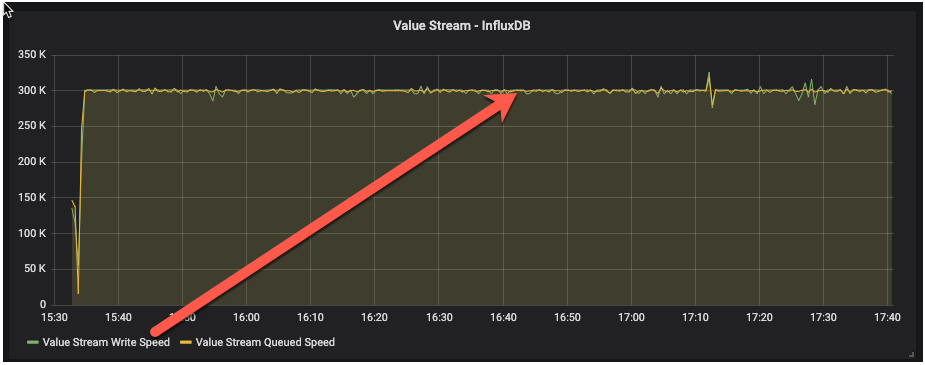 Value Stream - InfluxDB
350 K
300 K
250 K
200 K
150 K
100 K
50 K
0
15:30 15:40 16:00 16:10 16:20 16:30 16:40 16:50 17:00 17:10 17:20 17:30 17:40
Value Stream Write Speed Value Stream Queued Speed